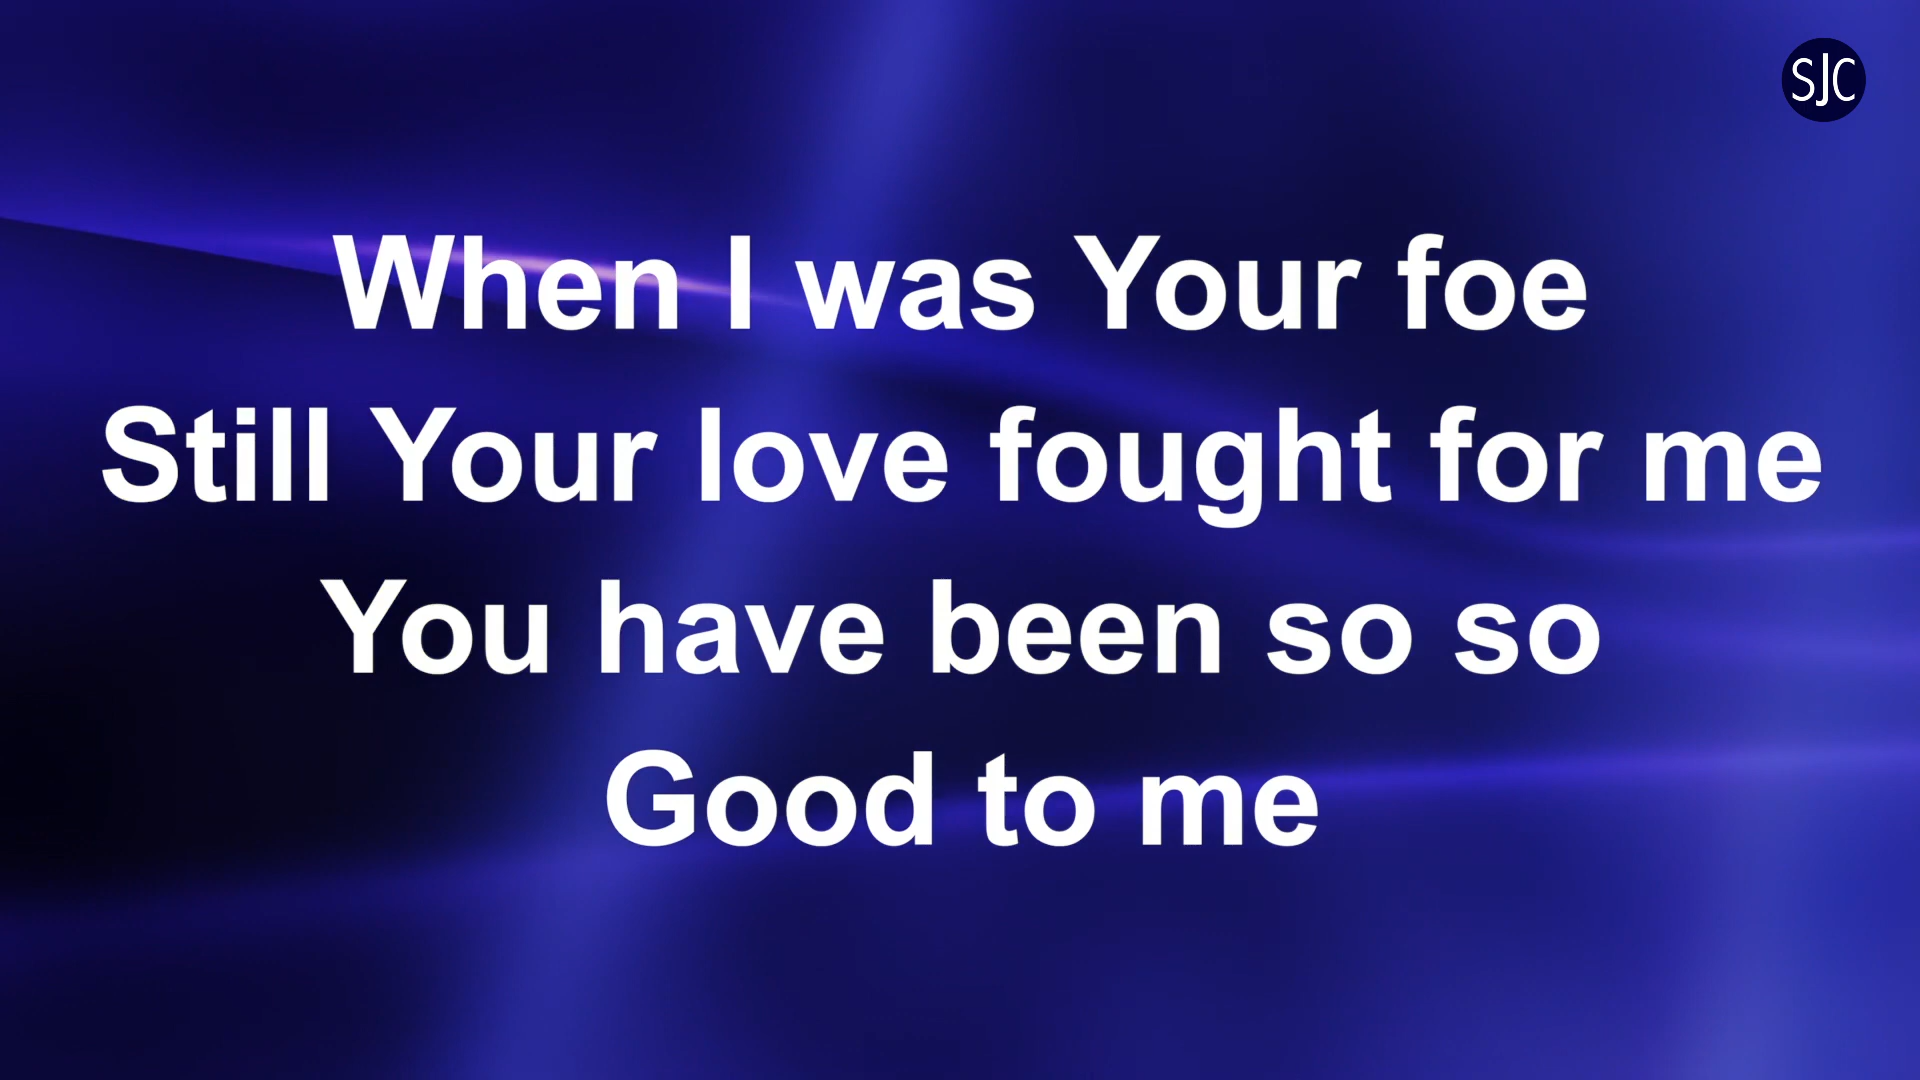 SJC
When I was Your foe
Still Your love fought for me
You have been so so
Good to me